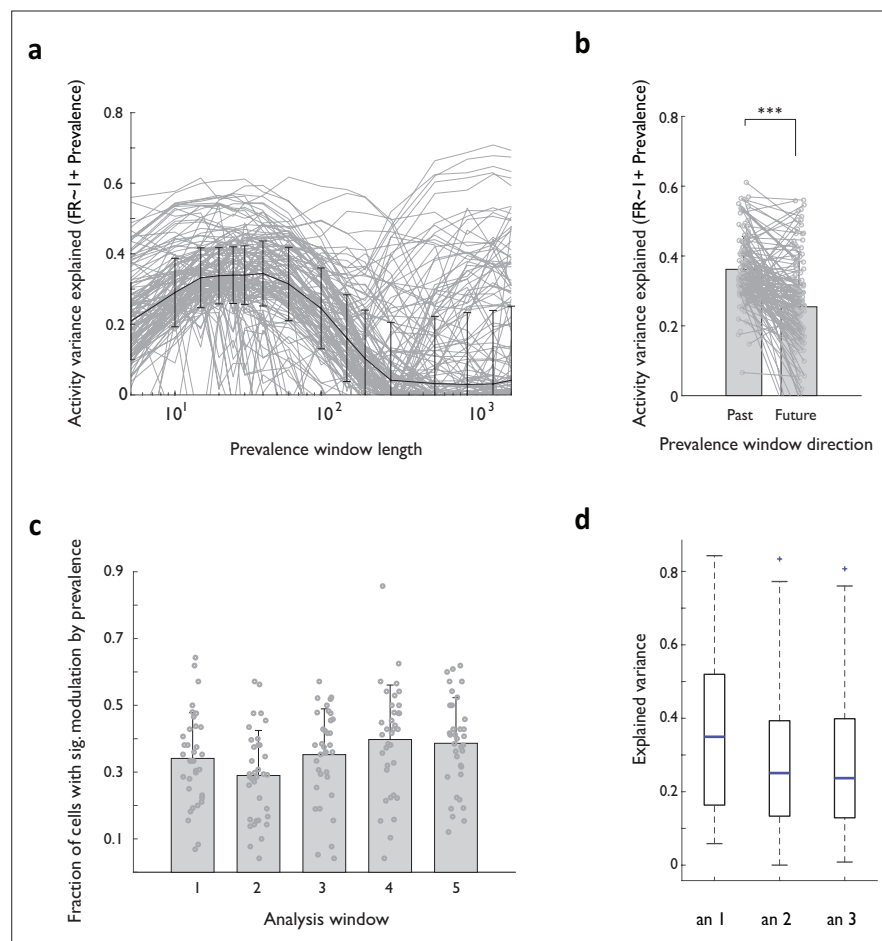 a
Activity variance explained (FR~1 + Prevalence)
0.8
0.6
0.4
0.2
0
10¹
10²
10³
Prevalence window length
b
Activity variance explained (FR~1 + Prevalence)
0.8
0.6
0.4
0.2
0
***
Past Future
Prevalence window direction
c
Fraction of cells with sig. modulation by prevalence
0.9
0.7
0.5
0.3
0.1
1 2 3 4 5
Analysis window
d
Explained variance
0.8
0.6
0.4
0.2
0
an 1 an 2 an 3